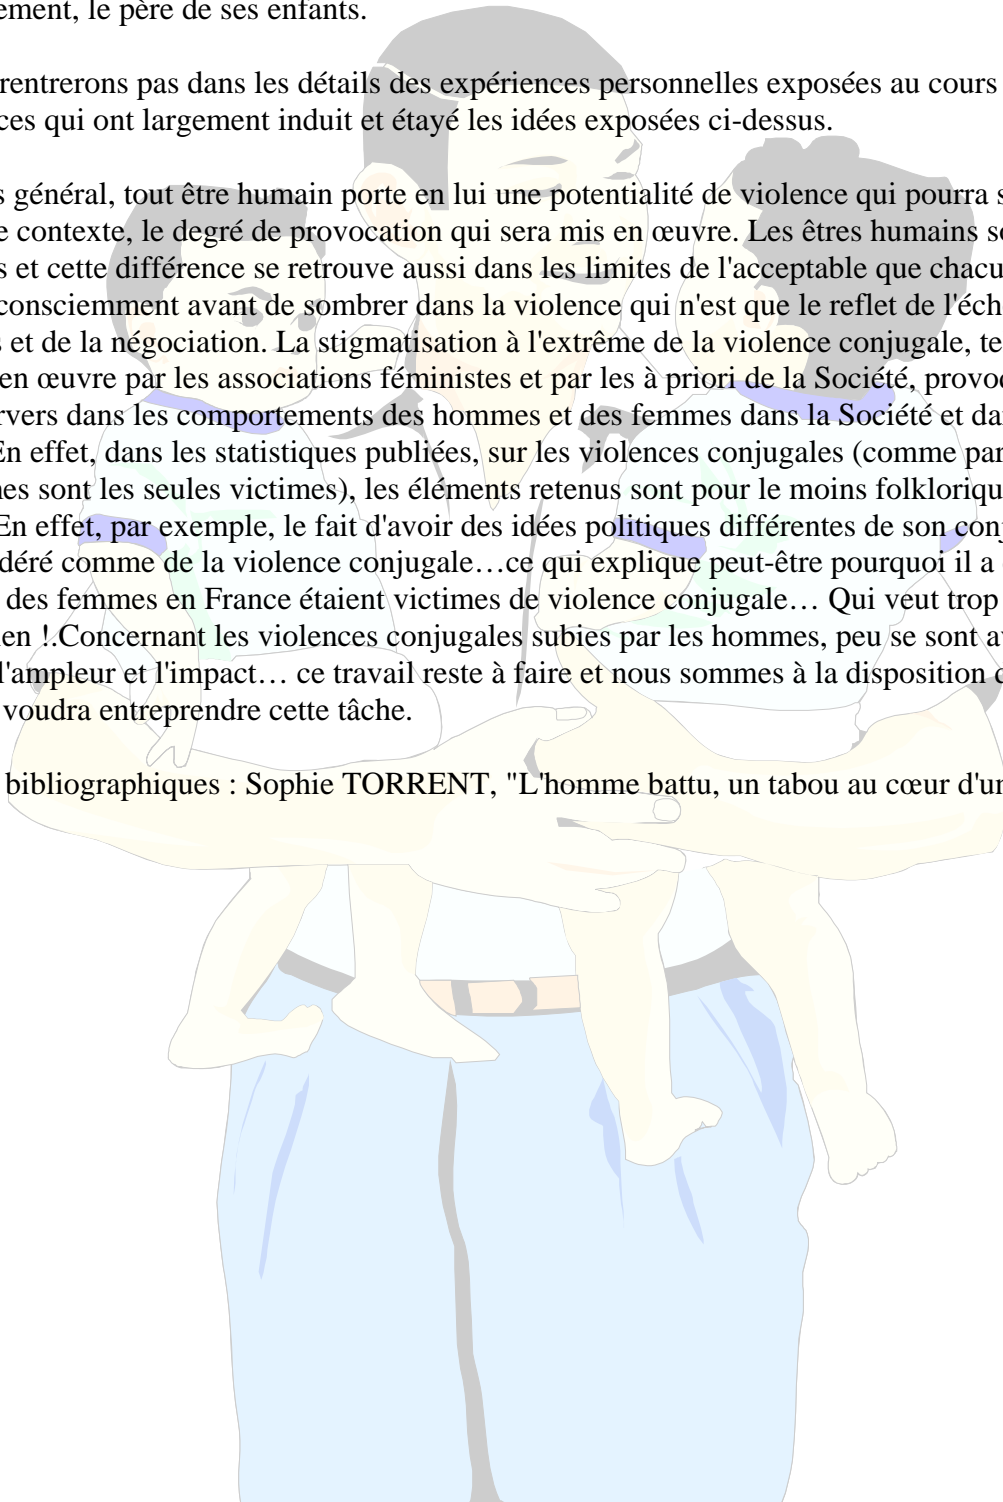 ement, le père de ses enfants.
rentrerons pas dans les détails des expériences personnelles exposées au cours
ces qui ont largement induit et étayé les idées exposées ci-dessus.
s général, tout être humain porte en lui une potentialité de violence qui pourra s
e contexte, le degré de provocation qui sera mis en œuvre. Les êtres humains so
s et cette différence se retrouve aussi dans les limites de l'acceptable que chacu
consciemment avant de sombrer dans la violence qui n'est que le reflet de l'éch
s et de la négociation. La stigmatisation à l'extrême de la violence conjugale, te
en œuvre par les associations féministes et par les à priori de la Société, provoc
rvers dans les comportements des hommes et des femmes dans la Société et da
En effet, dans les statistiques publiées, sur les violences conjugales (comme par
nes sont les seules victimes), les éléments retenus sont pour le moins folkloriqu
En effet, par exemple, le fait d'avoir des idées politiques différentes de son conj
déré comme de la violence conjugale…ce qui explique peut-être pourquoi il a
des femmes en France étaient victimes de violence conjugale… Qui veut trop
en !.Concernant les violences conjugales subies par les hommes, peu se sont av
l'ampleur et l'impact… ce travail reste à faire et nous sommes à la disposition d
voudra entreprendre cette tâche.
bibliographiques : Sophie TORRENT, "L'homme battu, un tabou au cœur d'un